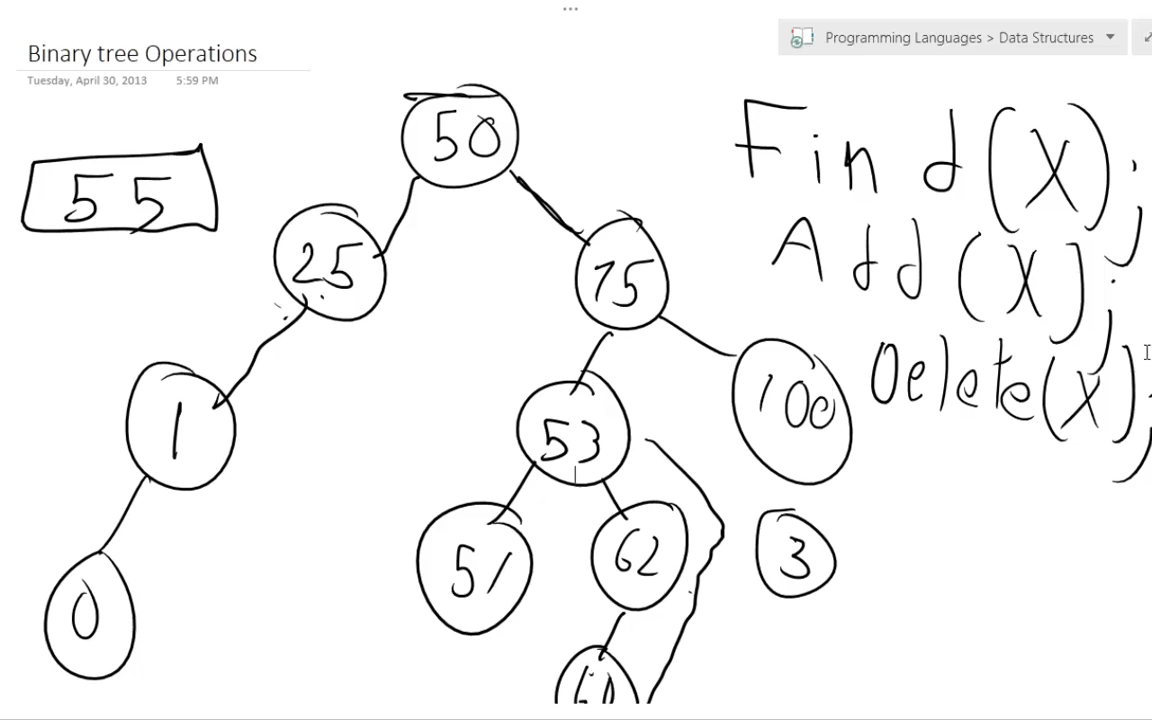 Programming Languages > Data Structures
Binary tree Operations
Tuesday, April 30, 2013 5:59 PM
50
Find(X);
55
25
75
Add(X);
1
53
100
Delete(X);
51
62
3
0